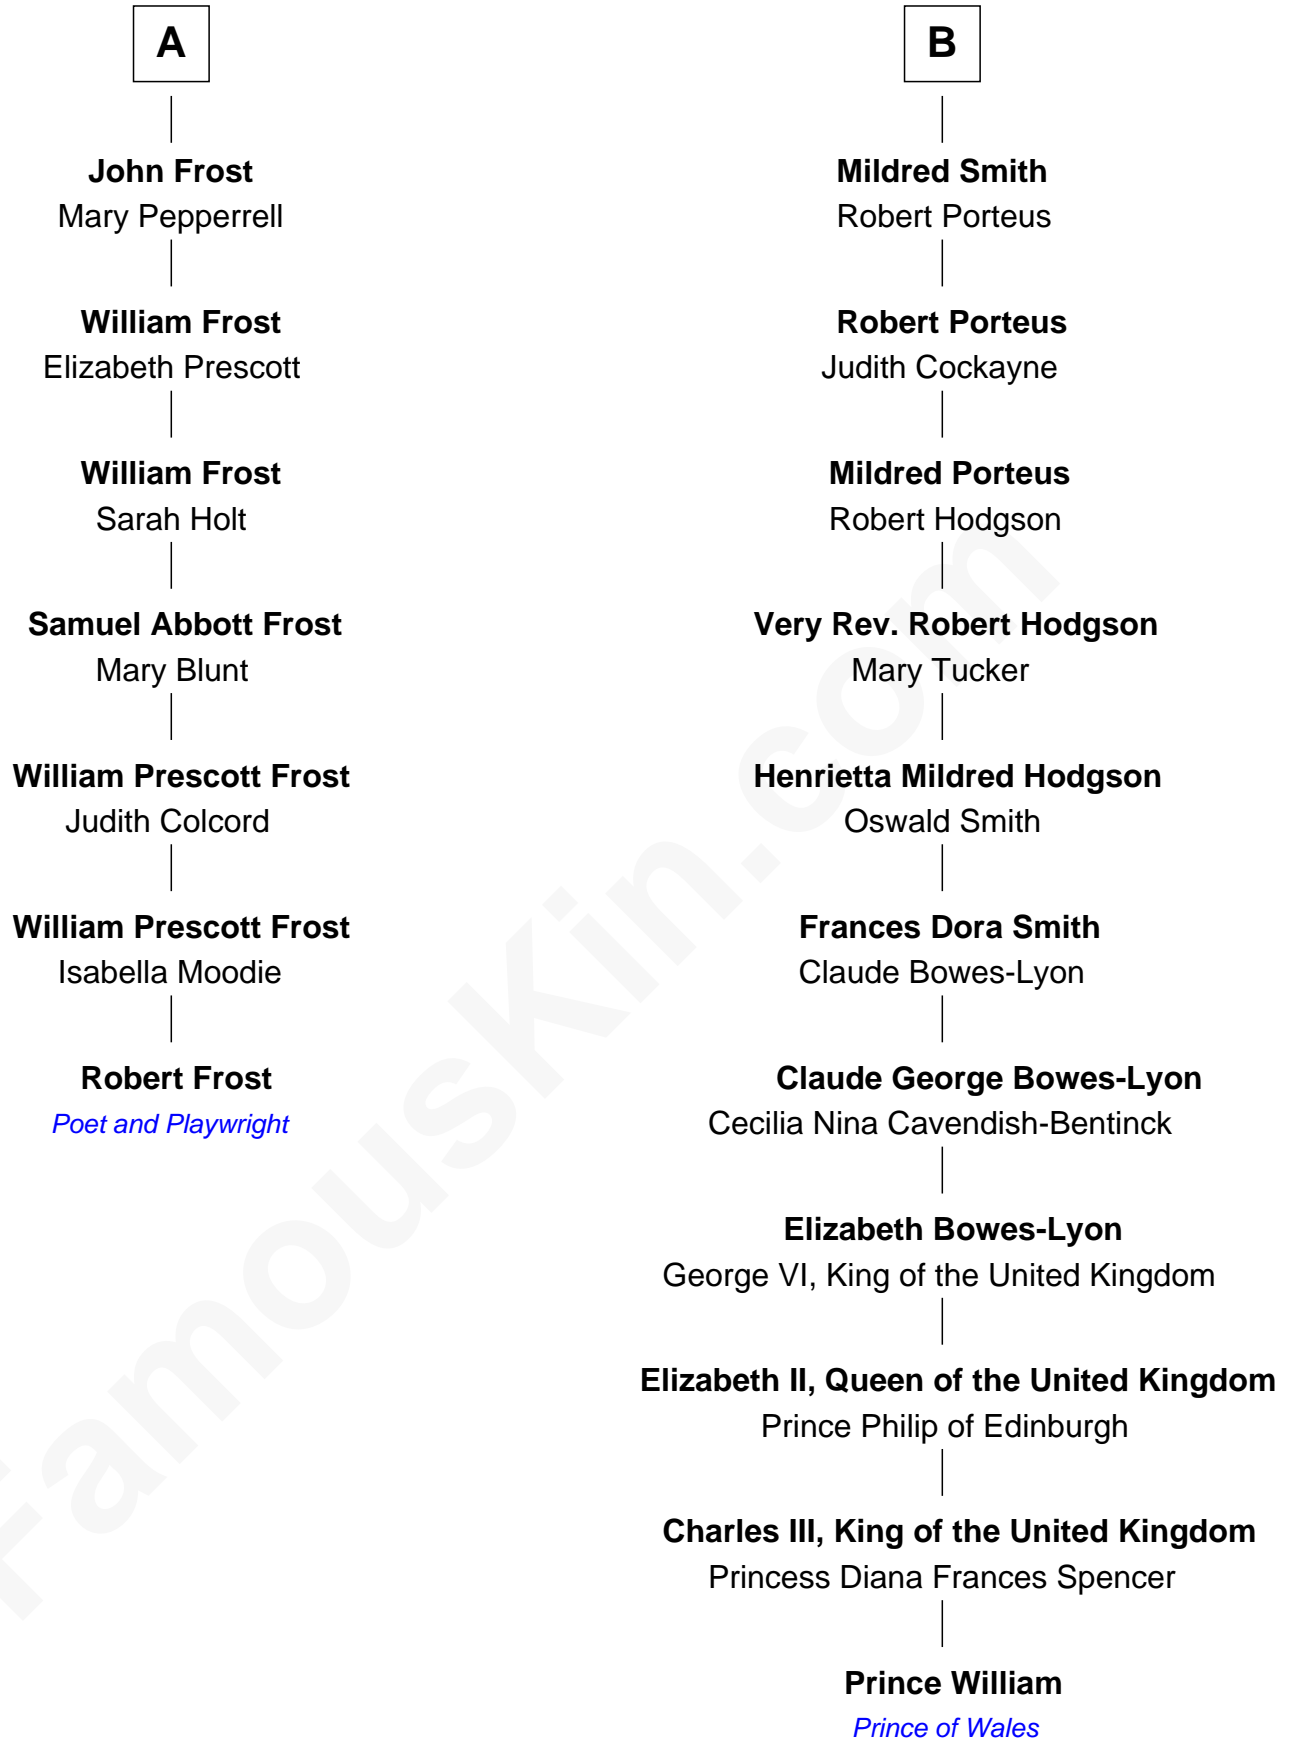 A
John Frost
Mary Pepperrell
William Frost
Elizabeth Prescott
William Frost
Sarah Holt
Samuel Abbott Frost
Mary Blunt
William Prescott Frost
Judith Colcord
William Prescott Frost
Isabella Moodie
Robert Frost
Poet and Playwright
B
Mildred Smith
Robert Porteus
Robert Porteus
Judith Cockayne
Mildred Porteus
Robert Hodgson
Very Rev. Robert Hodgson
Mary Tucker
Henrietta Mildred Hodgson
Oswald Smith
Frances Dora Smith
Claude Bowes-Lyon
Claude George Bowes-Lyon
Cecilia Nina Cavendish-Bentinck
Elizabeth Bowes-Lyon
George VI, King of the United Kingdom
Elizabeth II, Queen of the United Kingdom
Prince Philip of Edinburgh
Charles III, King of the United Kingdom
Princess Diana Frances Spencer
Prince William
Prince of Wales
FamousKin.com